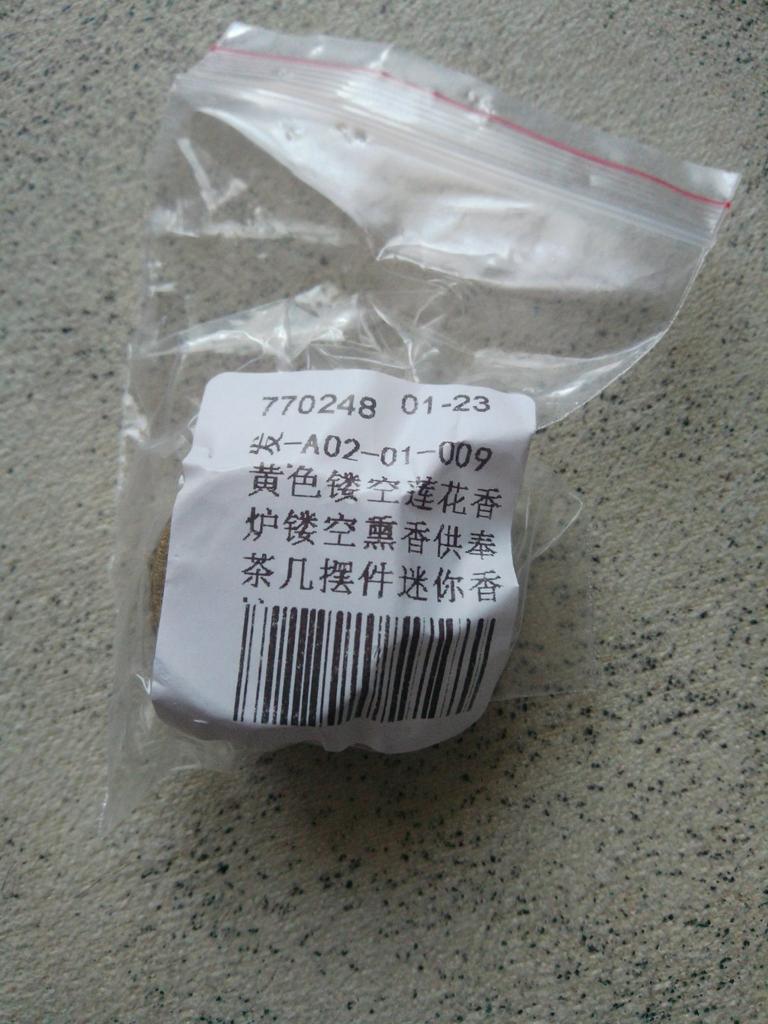 770248 01-23
发-A02-01-009
黄色镂空莲花香
炉镂空熏香供奉
茶几摆件迷你香